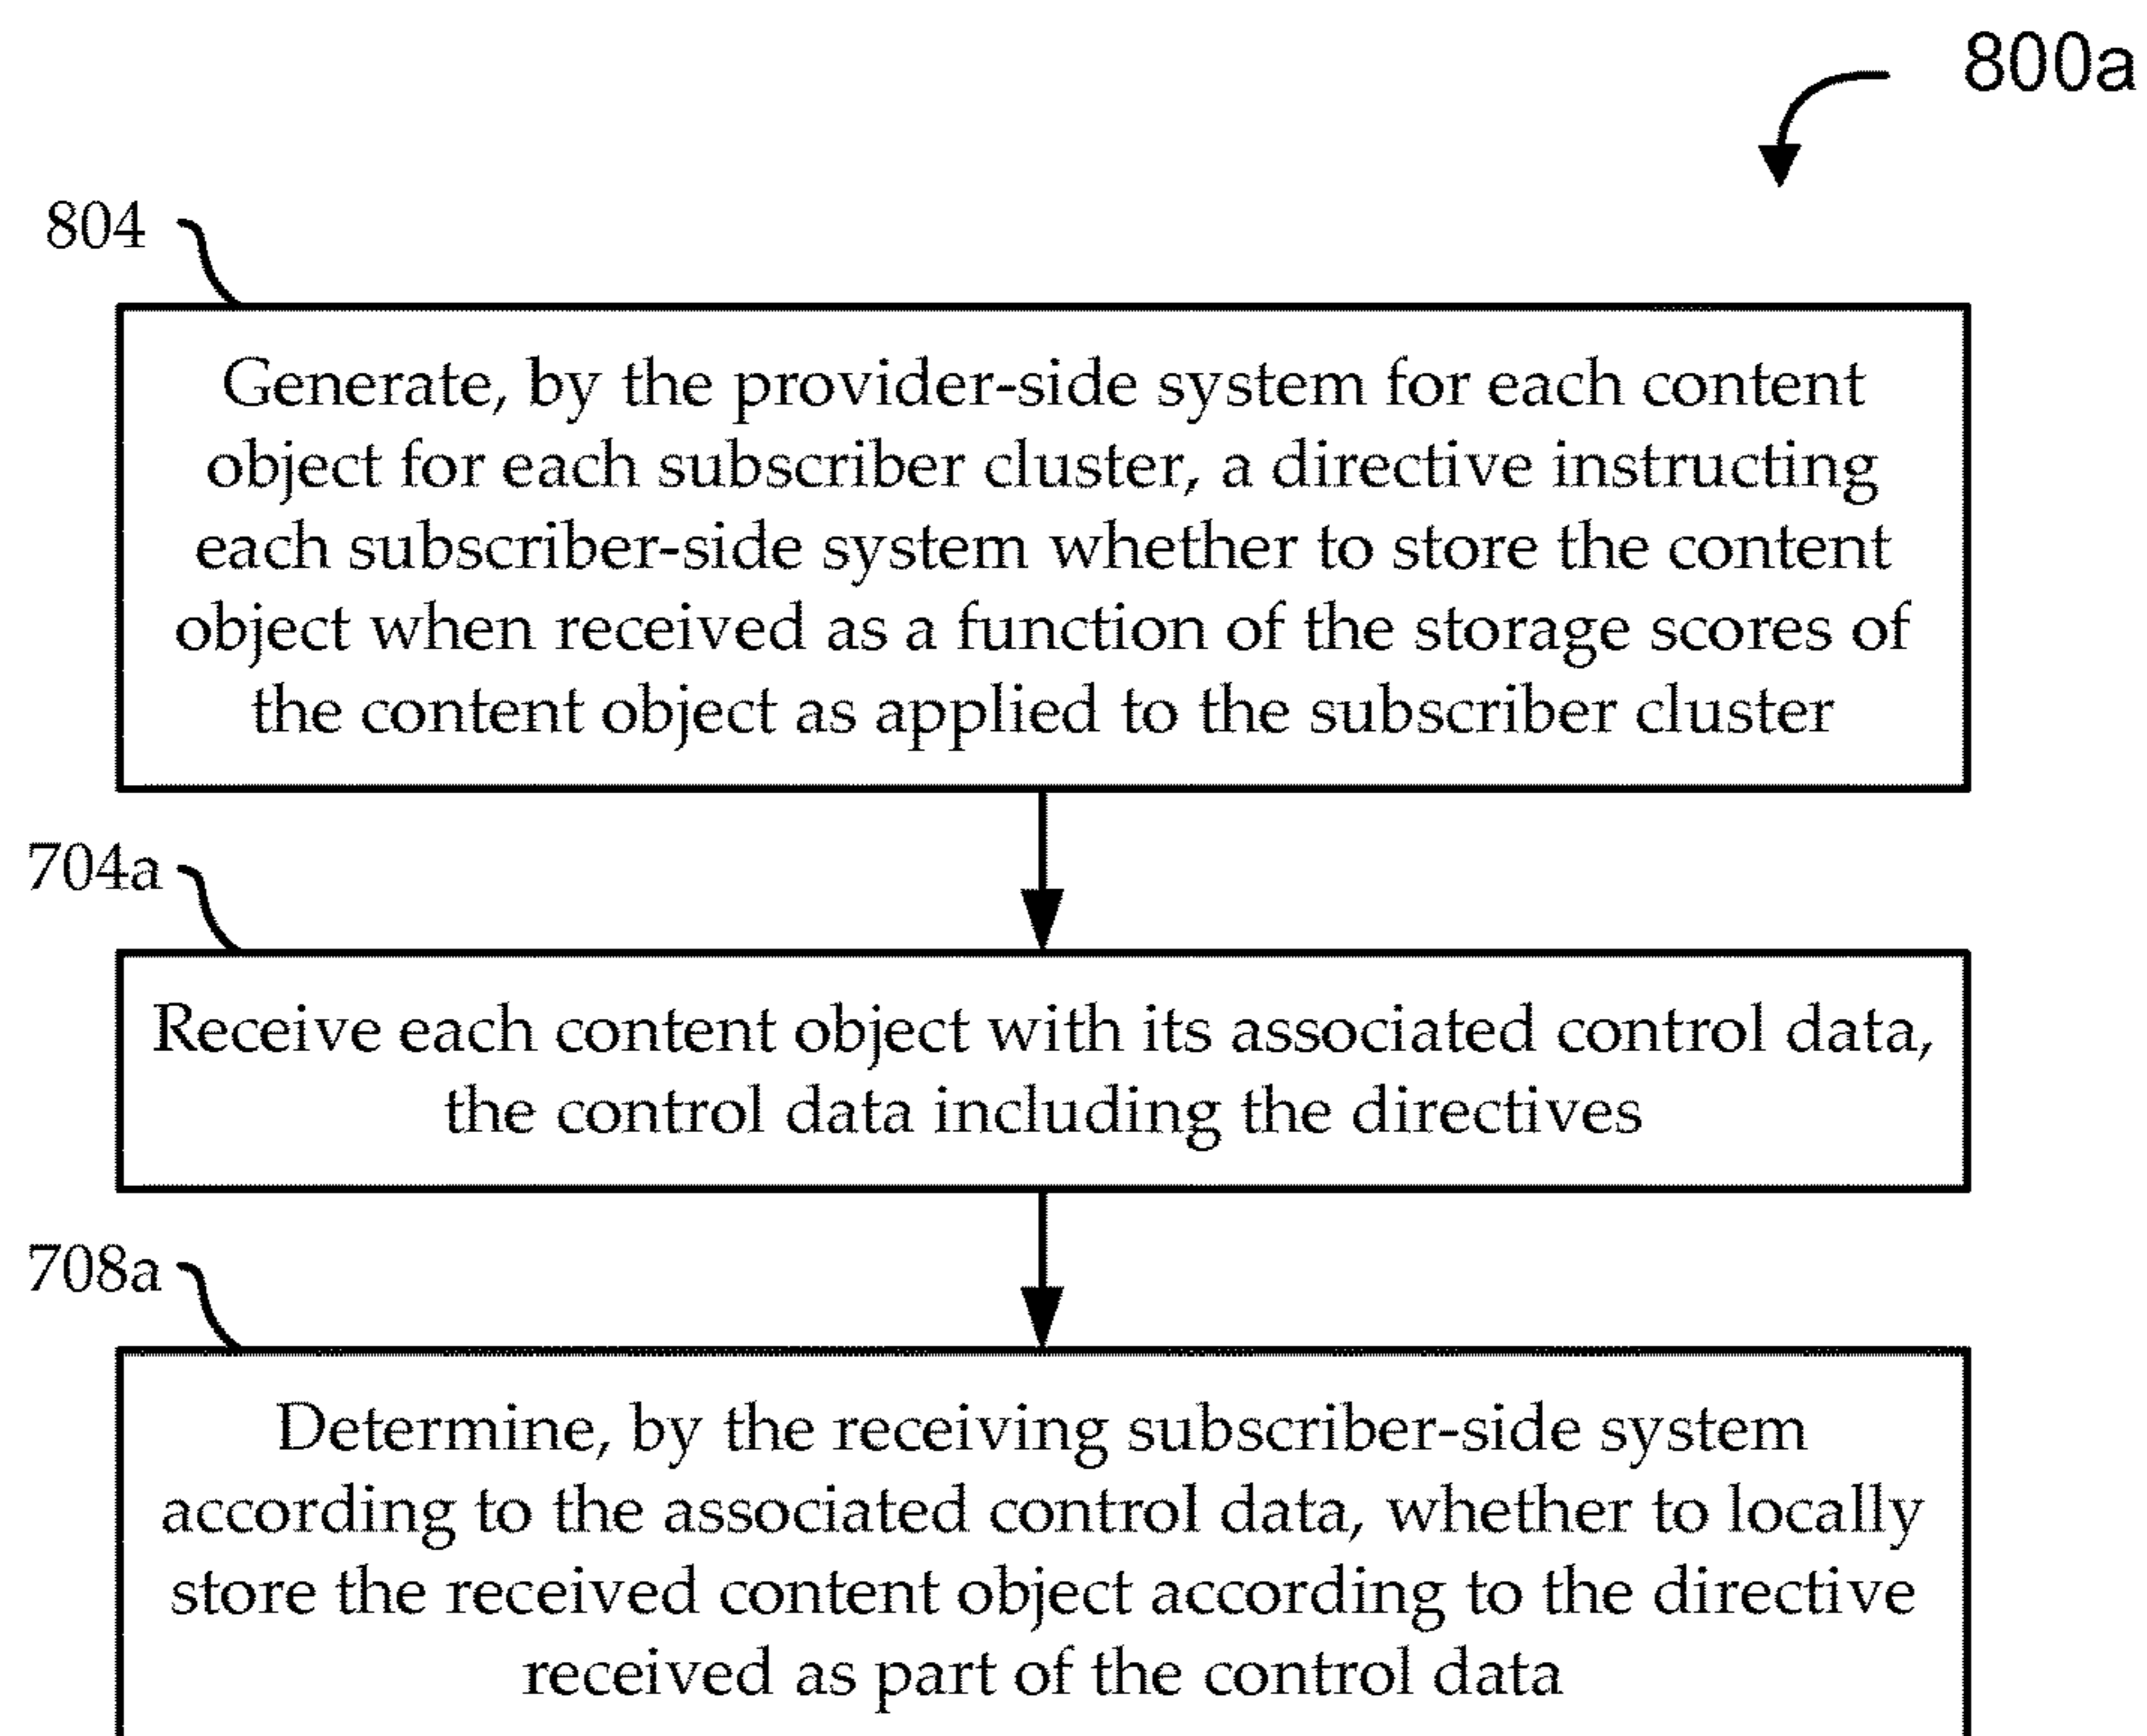 800a
804
Generate, by the provider-side system for each content
object for each subscriber cluster, a directive instructing
each subscriber-side system whether to store the content
object when received as a function of the storage scores of
the content object as applied to the subscriber cluster
704a
Receive each content object with its associated control data,
the control data including the directives
708a
Determine, by the receiving subscriber-side system
according to the associated control data, whether to locally
store the received content object according to the directive
received as part of the control data